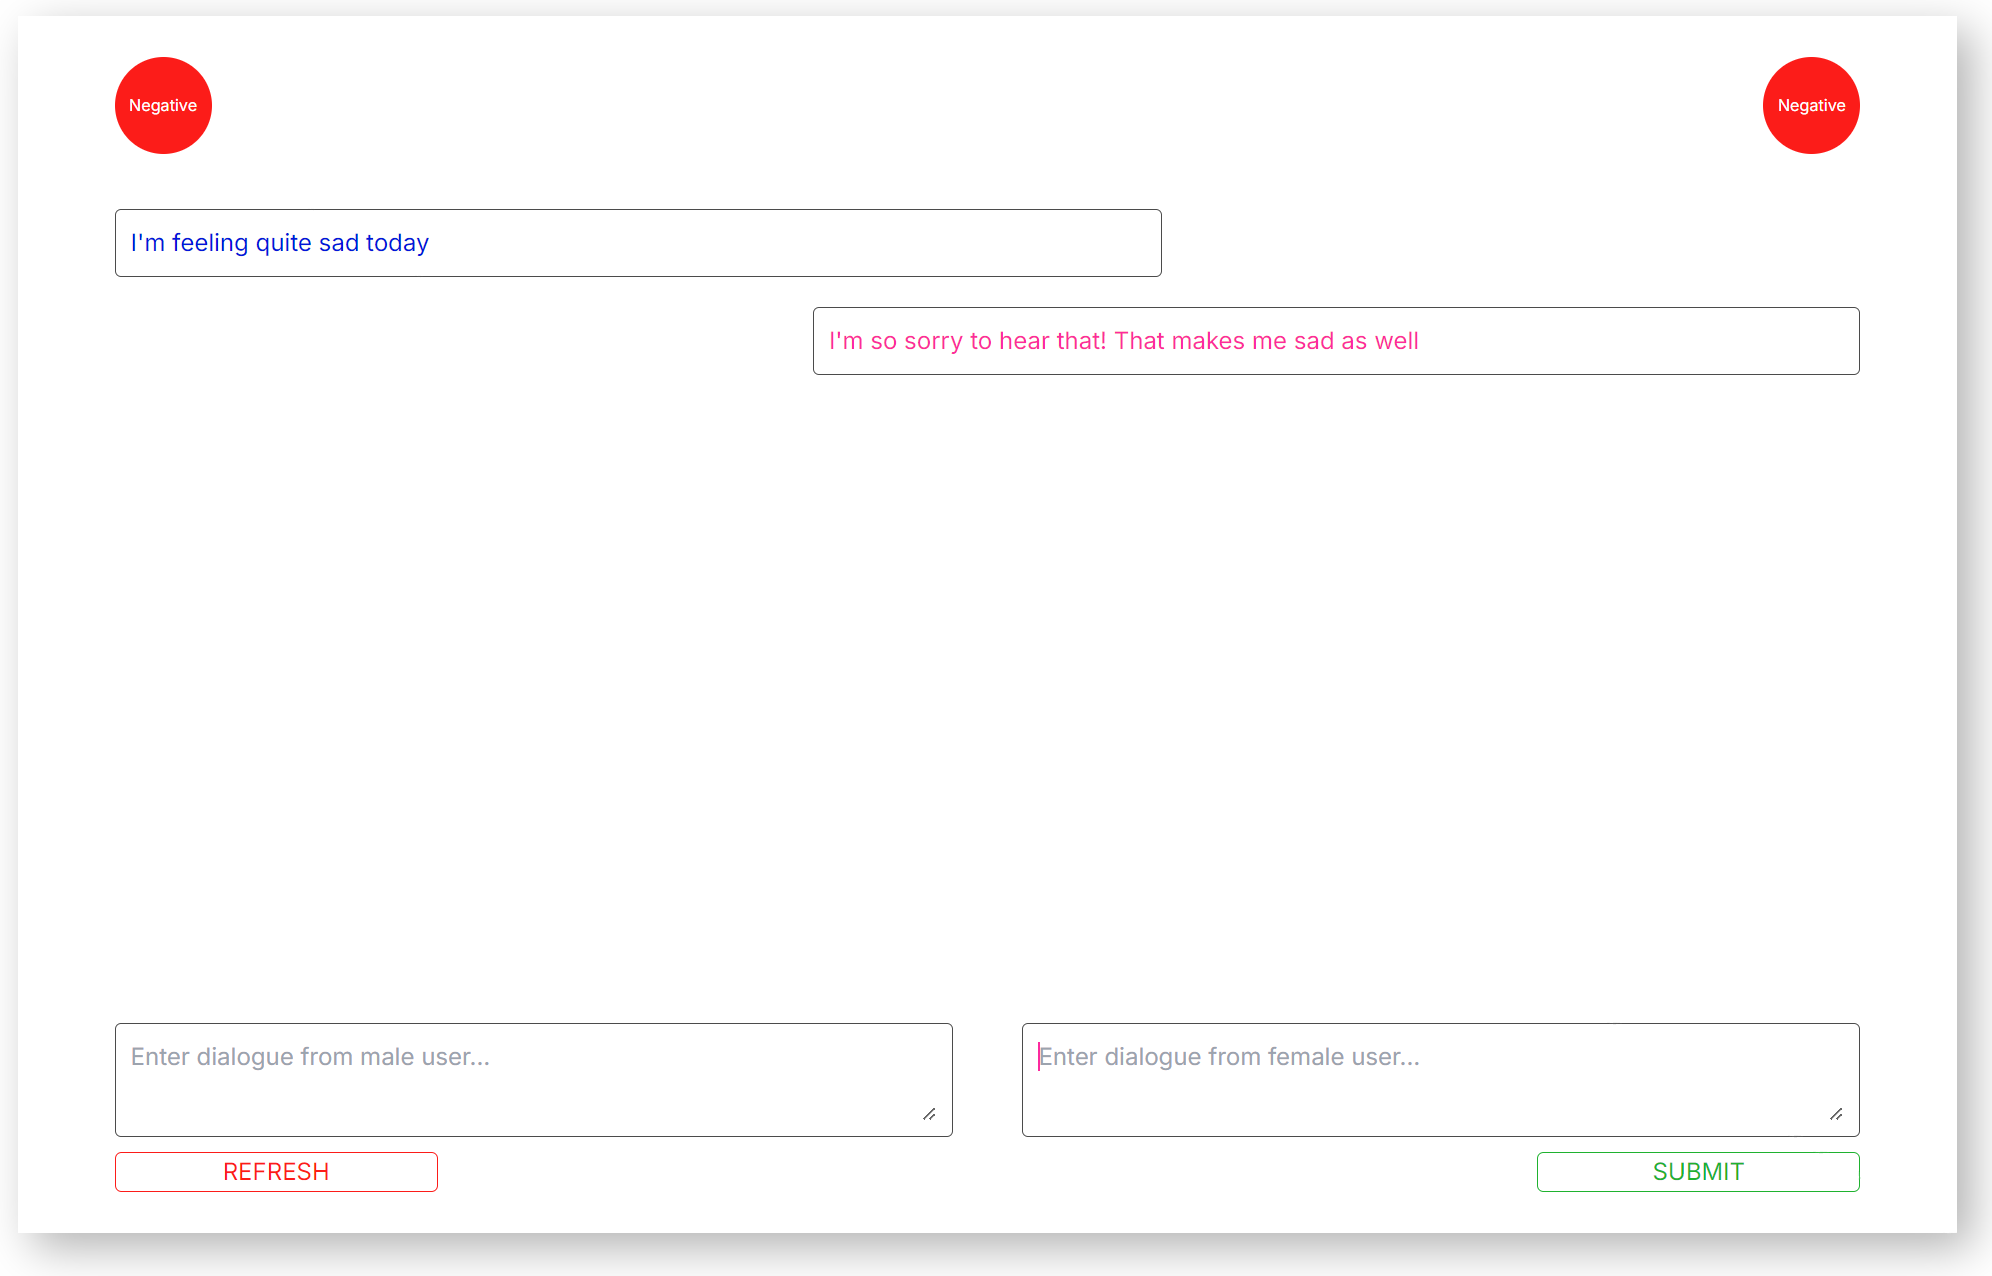 Negative
Negative
I'm feeling quite sad today
I'm so sorry to hear that! That makes me sad as well
Enter dialogue from male user...
Enter dialogue from female user...
REFRESH
SUBMIT